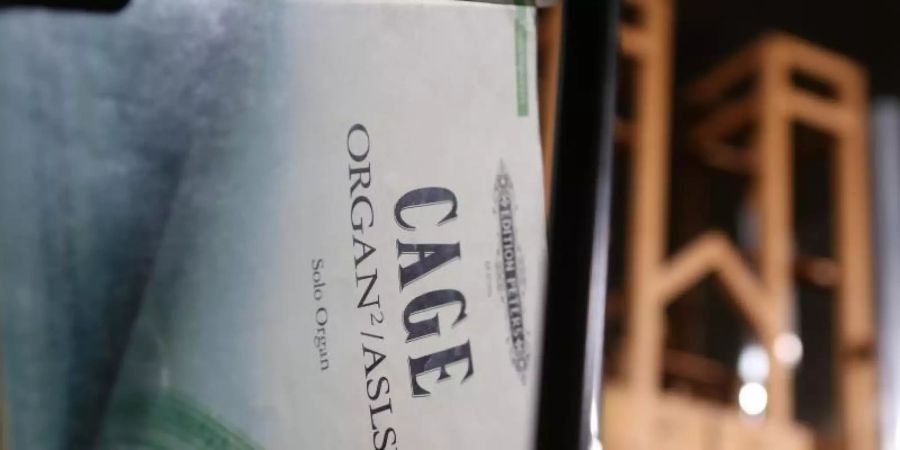 EDITION PETERS
CAGE
ORGAN²/ASLS
Solo Organ